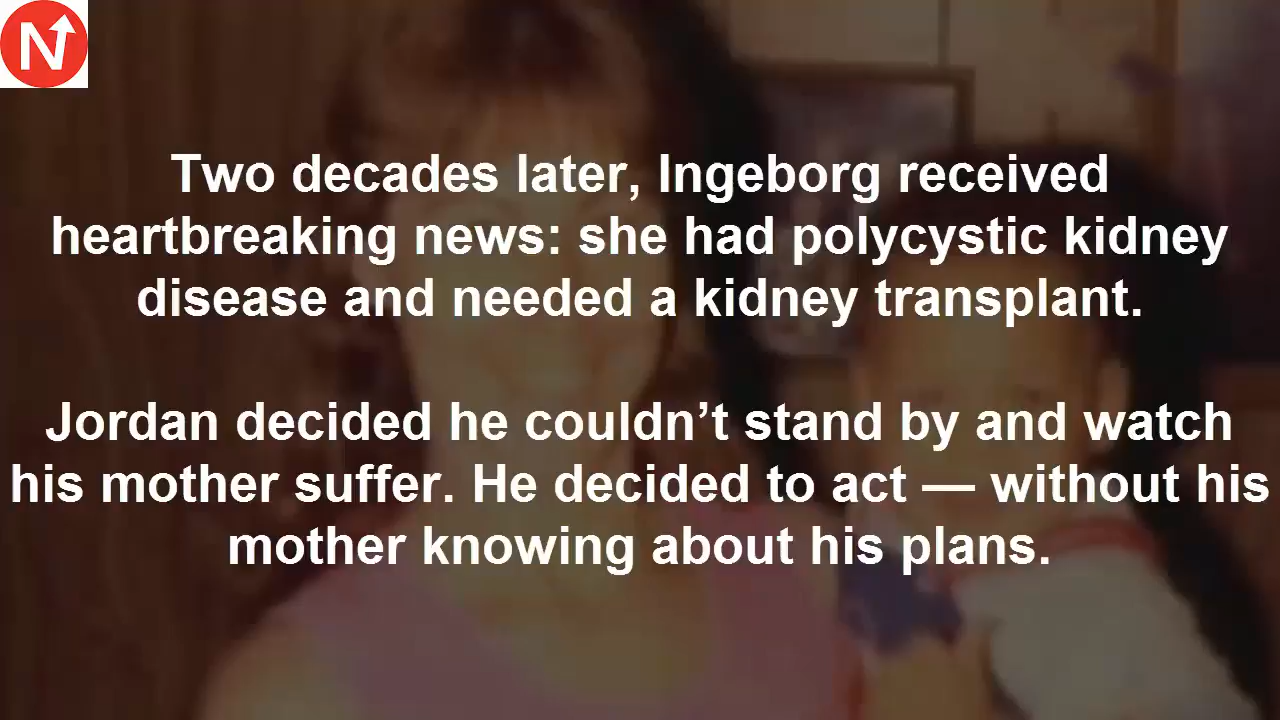 Two decades later, Ingeborg received
heartbreaking news: she had polycystic kidney
disease and needed a kidney transplant.
Jordan decided he couldn’t stand by and watch
his mother suffer. He decided to act — without his
mother knowing about his plans.